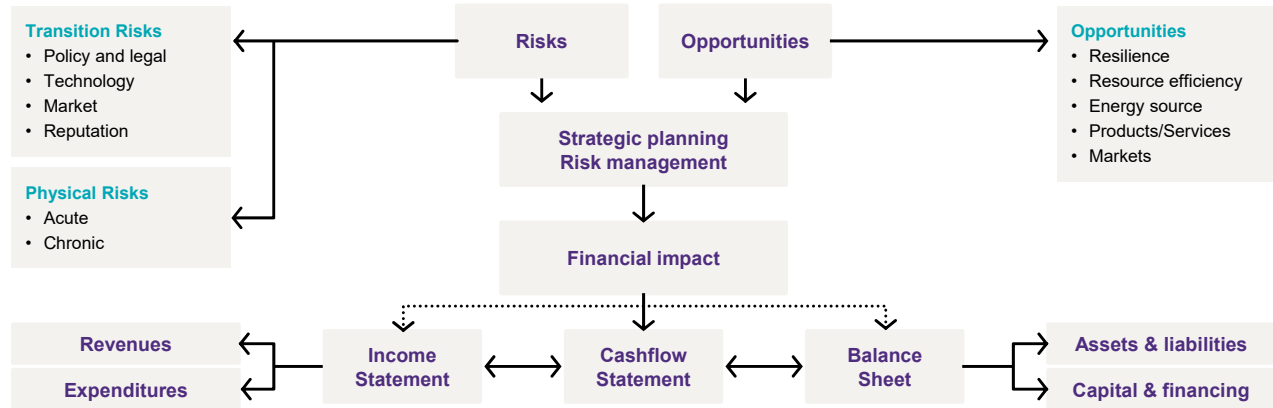 Transition Risks
• Policy and legal
• Technology
• Market
• Reputation
Physical Risks
• Acute
• Chronic
Risks
Opportunities
Opportunities
• Resilience
• Resource efficiency
• Energy source
• Products/Services
• Markets
Strategic planning
Risk management
Financial impact
Revenues
Expenditures
Income
Statement
Cashflow
Statement
Balance
Sheet
Assets & liabilities
Capital & financing